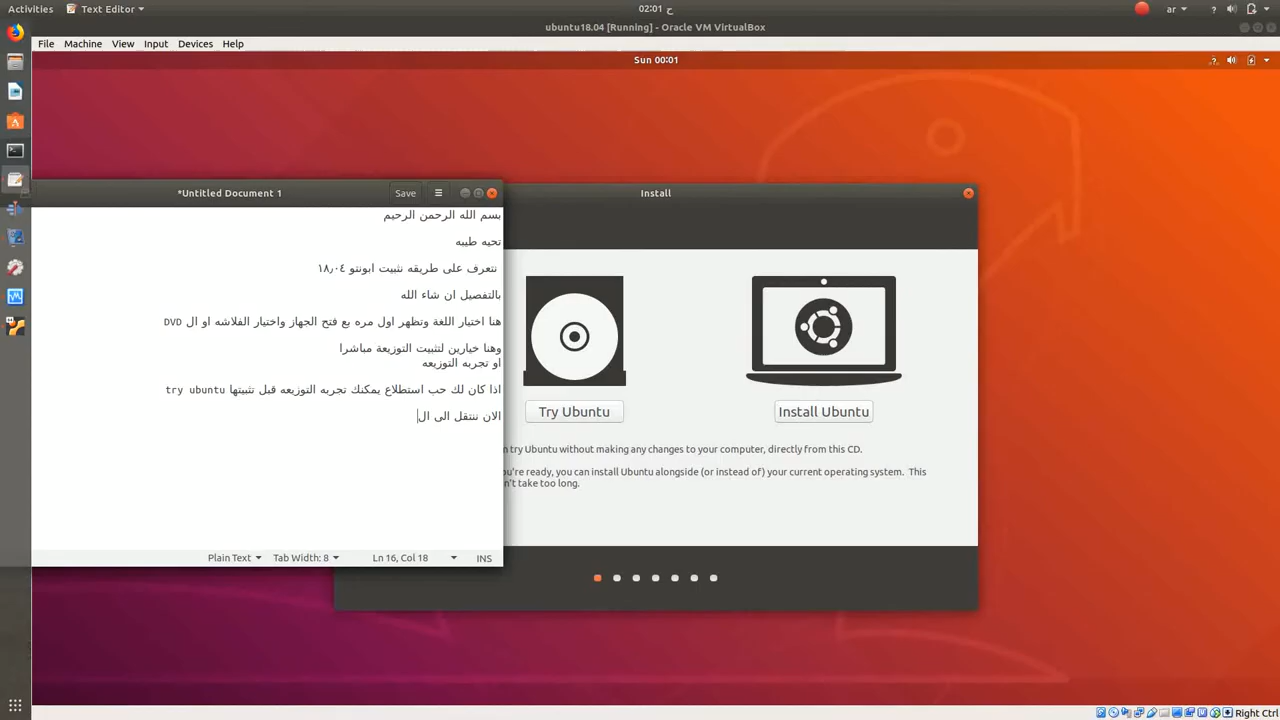 Activities
Text Editor
ح 02:01
ar
ubuntu18.04 [Running] - Oracle VM VirtualBox
File Machine View Input Devices Help
Sun 00:01
*Untitled Document 1
Save
بسم الله الرحمن الرحيم
تحيه طيبه
نتعرف على طريقه نثبيت ابونتو ١٨٫٠٤
بالتفصيل ان شاء الله
هنا اختيار اللغة وتظهر اول مره بع فتح الجهاز واختيار الفلاشه او ال DVD
وهنا خيارين لتثبيت التوزيعة مباشرا
او تجربه التوزيعه
اذا كان لك حب استطلاع يمكنك تجربه التوزيعه قبل تثبيتها try ubuntu
الان ننتقل الى ال
Plain Text
Tab Width: 8
Ln 16, Col 18
INS
Install
Try Ubuntu
Install Ubuntu
try Ubuntu without making any changes to your computer, directly from this CD.
ou're ready, you can install Ubuntu alongside (or instead of) your current operating system. This
n't take too long.
Right Ctrl